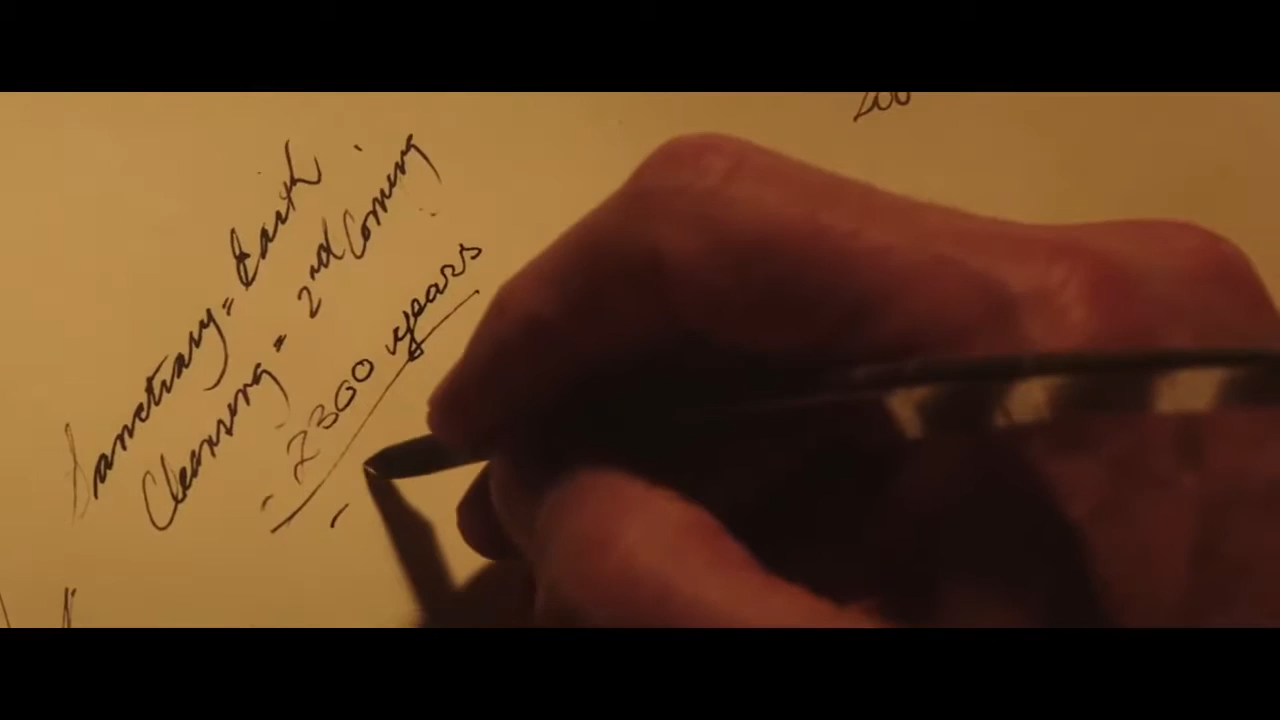 Sanctuary = Earth
Cleansing = 2nd Coming
- 2300 years
-